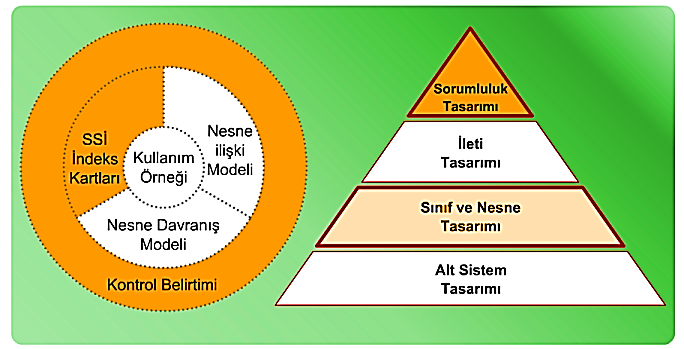 SSİ
İndeks
Kartları
Nesne
ilişki
Modeli
Kullanım
Örneği
Nesne Davranış
Modeli
Kontrol Belirtimi
Sorumluluk
Tasarımı
İleti
Tasarımı
Sınıf ve Nesne
Tasarımı
Alt Sistem
Tasarımı